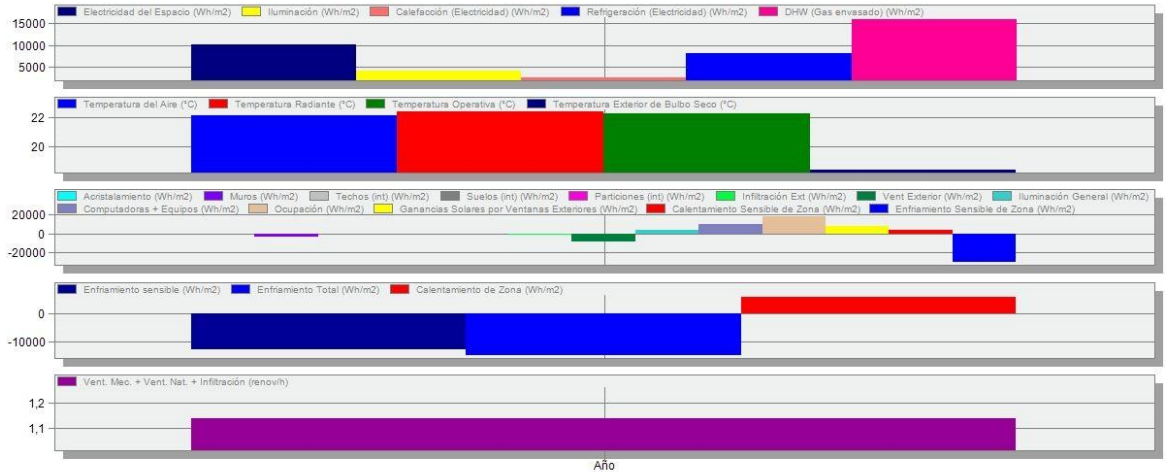 Electricidad del Espacio (Wh/m2) Iluminación (Wh/m2) Calefacción (Electricidad) (Wh/m2) Refrigeración (Electricidad) (Wh/m2) DHW (Gas envasado) (Wh/m2)
15000
10000
5000
Temperatura del Aire (°C) Temperatura Radiante (°C) Temperatura Operativa (°C) Temperatura Exterior de Bulbo Seco (°C)
22
20
Acristalamiento (Wh/m2) Muros (Wh/m2) Techos (int) (Wh/m2) Suelos (int) (Wh/m2) Particiones (int) (Wh/m2) Infiltración Ext (Wh/m2) Vent Exterior (Wh/m2) Iluminación General (Wh/m2)
Computadoras + Equipos (Wh/m2) Ocupación (Wh/m2) Ganancias Solares por Ventanas Exteriores (Wh/m2) Calentamiento Sensible de Zona (Wh/m2) Enfriamiento Sensible de Zona (Wh/m2)
20000
0
-20000
Enfriamiento sensible (Wh/m2) Enfriamiento Total (Wh/m2) Calentamiento de Zona (Wh/m2)
0
-10000
Vent. Mec. + Vent. Nat. + Infiltración (renov/h)
1,2
1,1
Año